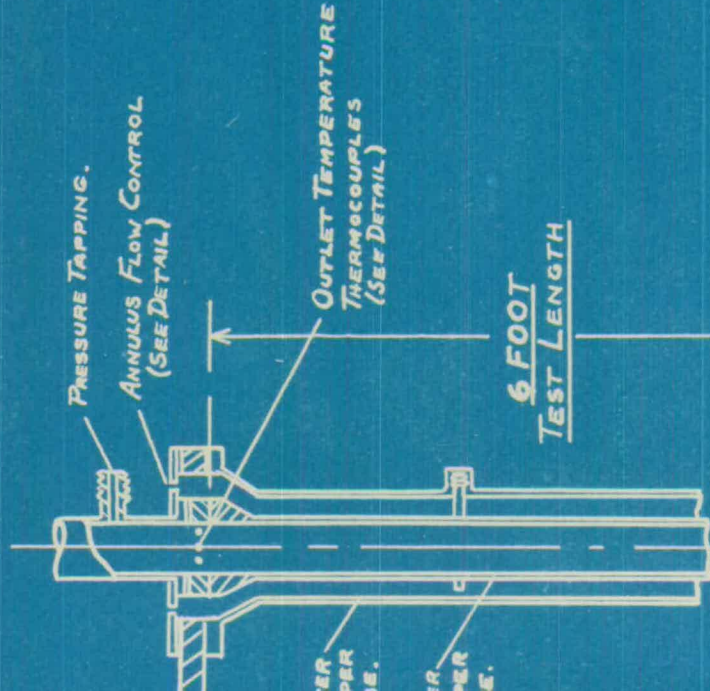 PRESSURE TAPPING.
ANNULUS FLOW CONTROL
(SEE DETAIL)
OUTLET TEMPERATURE
THERMOCOUPLES
(SEE DETAIL)
6 FOOT
TEST LENGTH